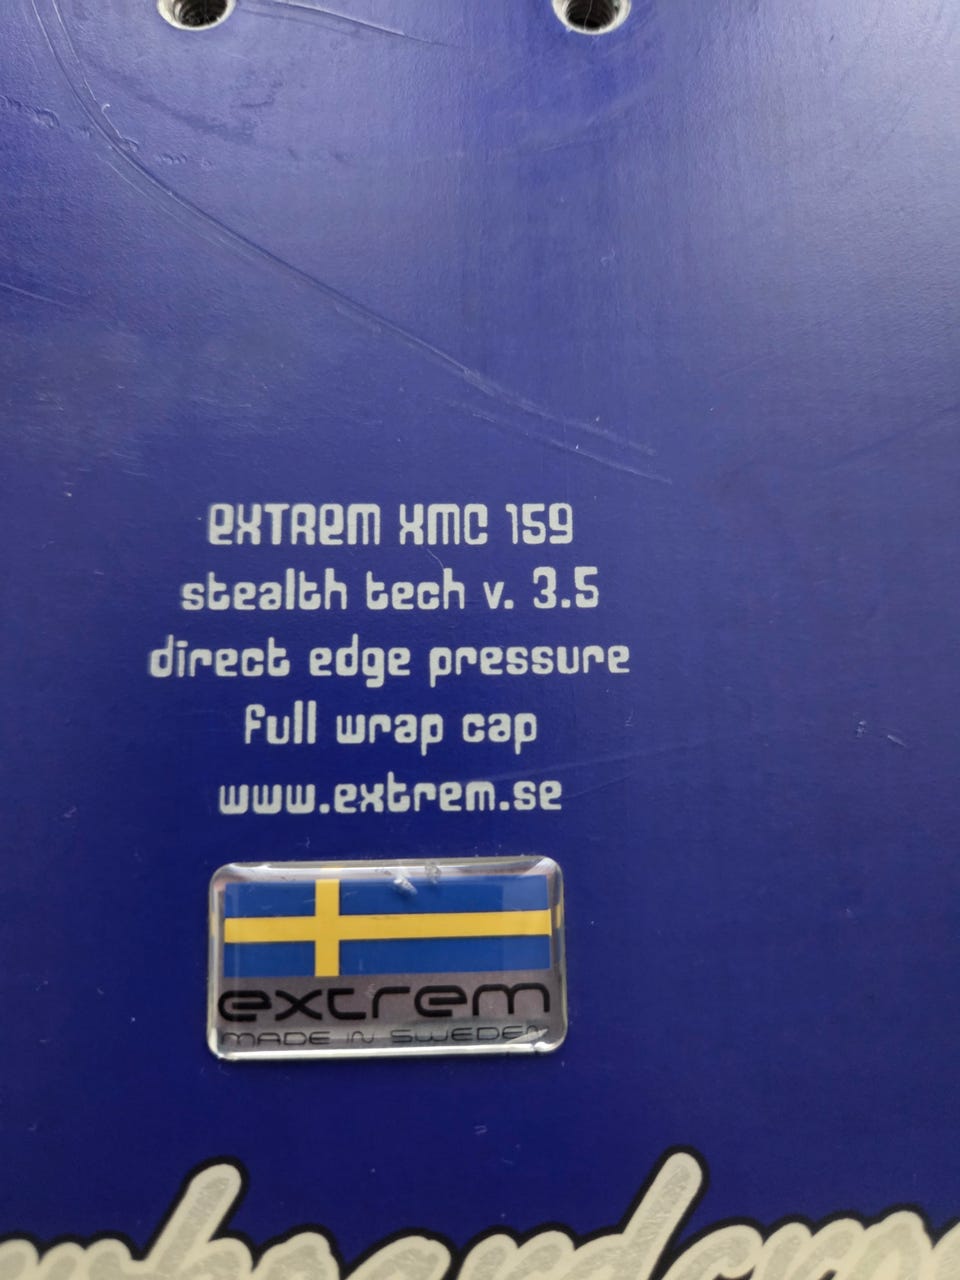 eXTRem XMC 159
stealth tech v. 3.5
direct edge pressure
full wrap cap
www.extrem.se
extrem
MADE IN SWEDEN